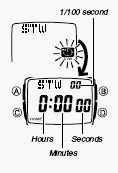 1/100 second
STW
STW 00
A
B
0:00 00
C
D
HOME
Hours
Seconds
Minutes